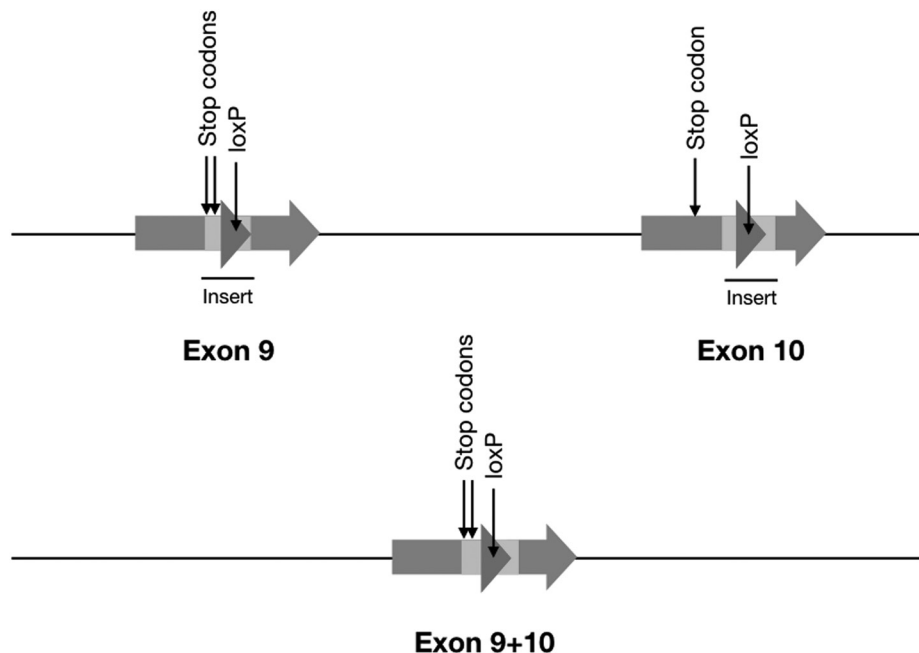 Stop codons
loxP
Stop codon
loxP
Insert
Insert
Exon 9
Exon 10
Stop codons
loxP
Exon 9+10